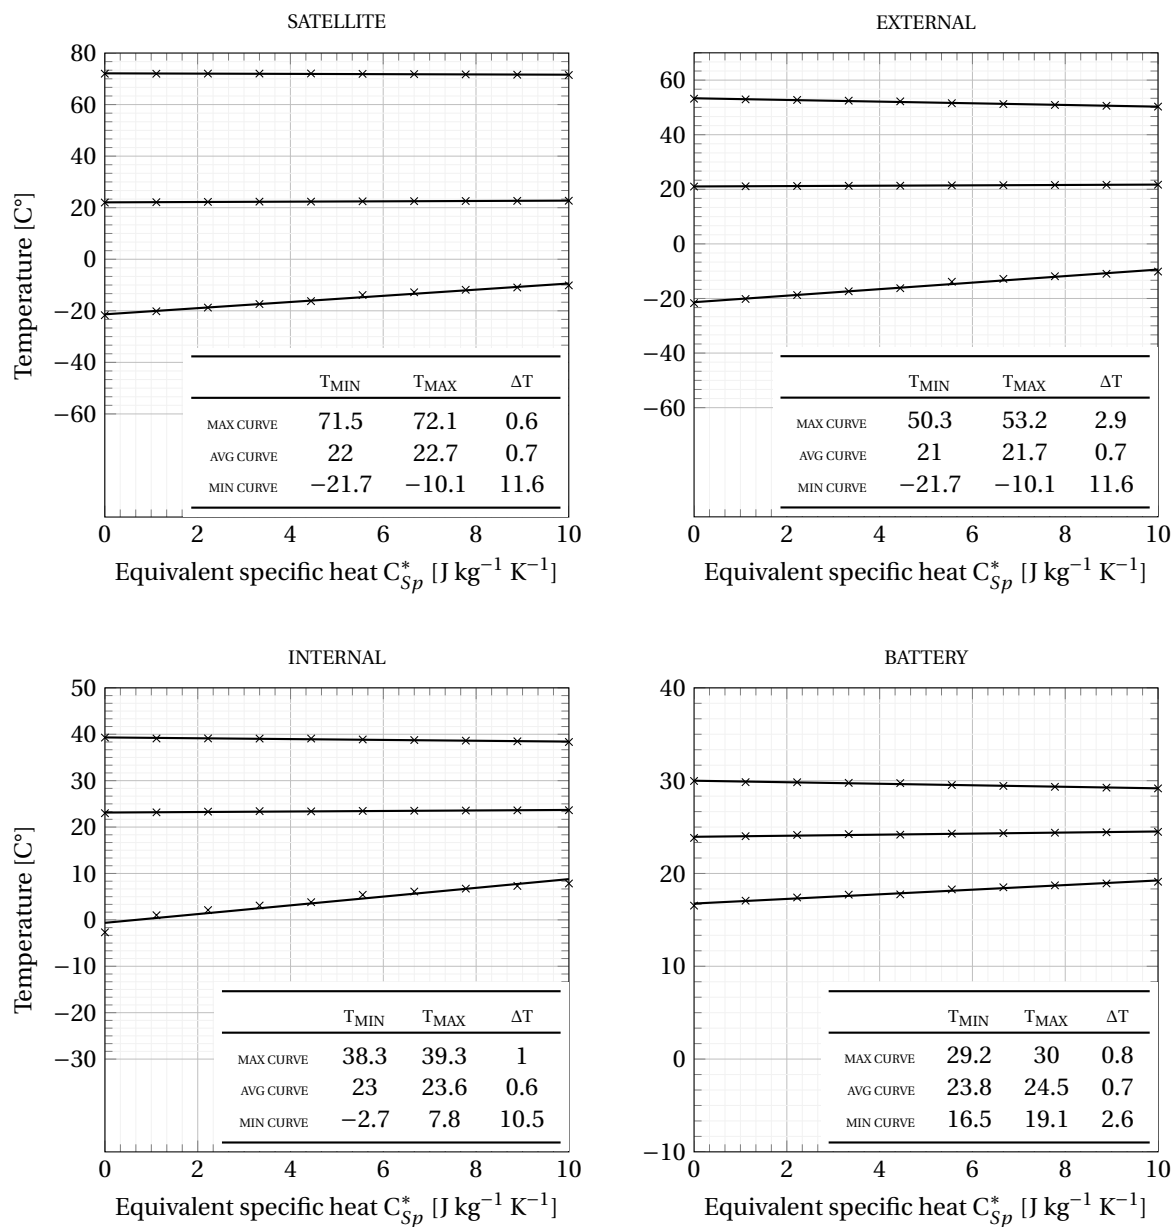 SATELLITE
80
60
40
20
0
−20
−40
−60
Temperature [C°]
T_MIN T_MAX ΔT
MAX CURVE 71.5 72.1 0.6
AVG CURVE 22 22.7 0.7
MIN CURVE −21.7 −10.1 11.6
0 2 4 6 8 10
Equivalent specific heat C*_Sp [J kg⁻¹ K⁻¹]
EXTERNAL
60
40
20
0
−20
−40
−60
T_MIN T_MAX ΔT
MAX CURVE 50.3 53.2 2.9
AVG CURVE 21 21.7 0.7
MIN CURVE −21.7 −10.1 11.6
0 2 4 6 8 10
Equivalent specific heat C*_Sp [J kg⁻¹ K⁻¹]
INTERNAL
50
40
30
20
10
0
−10
−20
−30
Temperature [C°]
T_MIN T_MAX ΔT
MAX CURVE 38.3 39.3 1
AVG CURVE 23 23.6 0.6
MIN CURVE −2.7 7.8 10.5
0 2 4 6 8 10
Equivalent specific heat C*_Sp [J kg⁻¹ K⁻¹]
BATTERY
40
30
20
10
0
−10
T_MIN T_MAX ΔT
MAX CURVE 29.2 30 0.8
AVG CURVE 23.8 24.5 0.7
MIN CURVE 16.5 19.1 2.6
0 2 4 6 8 10
Equivalent specific heat C*_Sp [J kg⁻¹ K⁻¹]